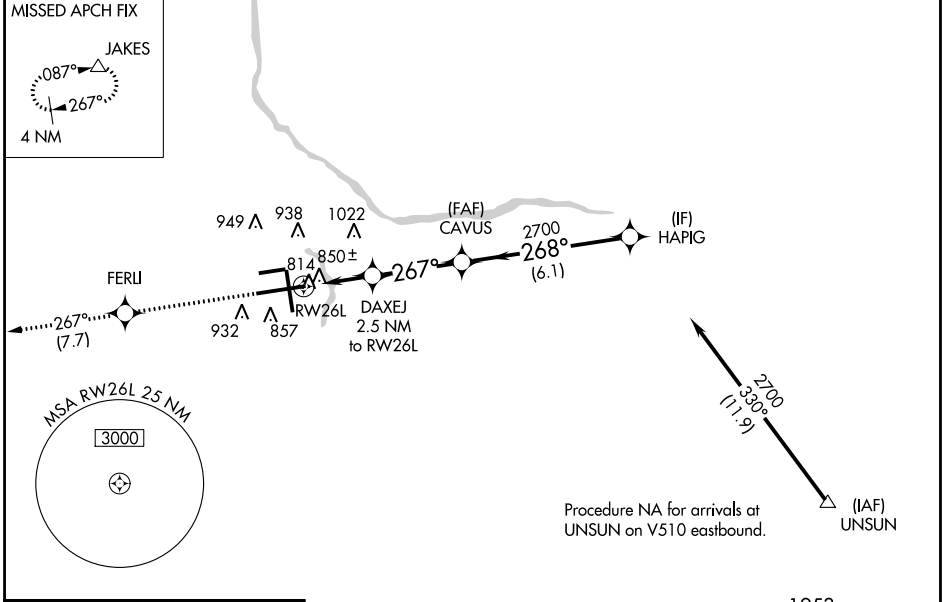 MISSED APCH FIX
JAKES
087°
267°
4 NM
949
938
1022
(FAF)
CAVUS
2700
268°
(6.1)
(IF)
HAPIG
814
850±
267°
FERLI
RW26L
DAXEJ
2.5 NM
to RW26L
932
857
267°
(7.7)
MSA RW26L 25 NM
3000
2700
330°
(11.9)
Procedure NA for arrivals at
UNSUN on V510 eastbound.
(IAF)
UNSUN